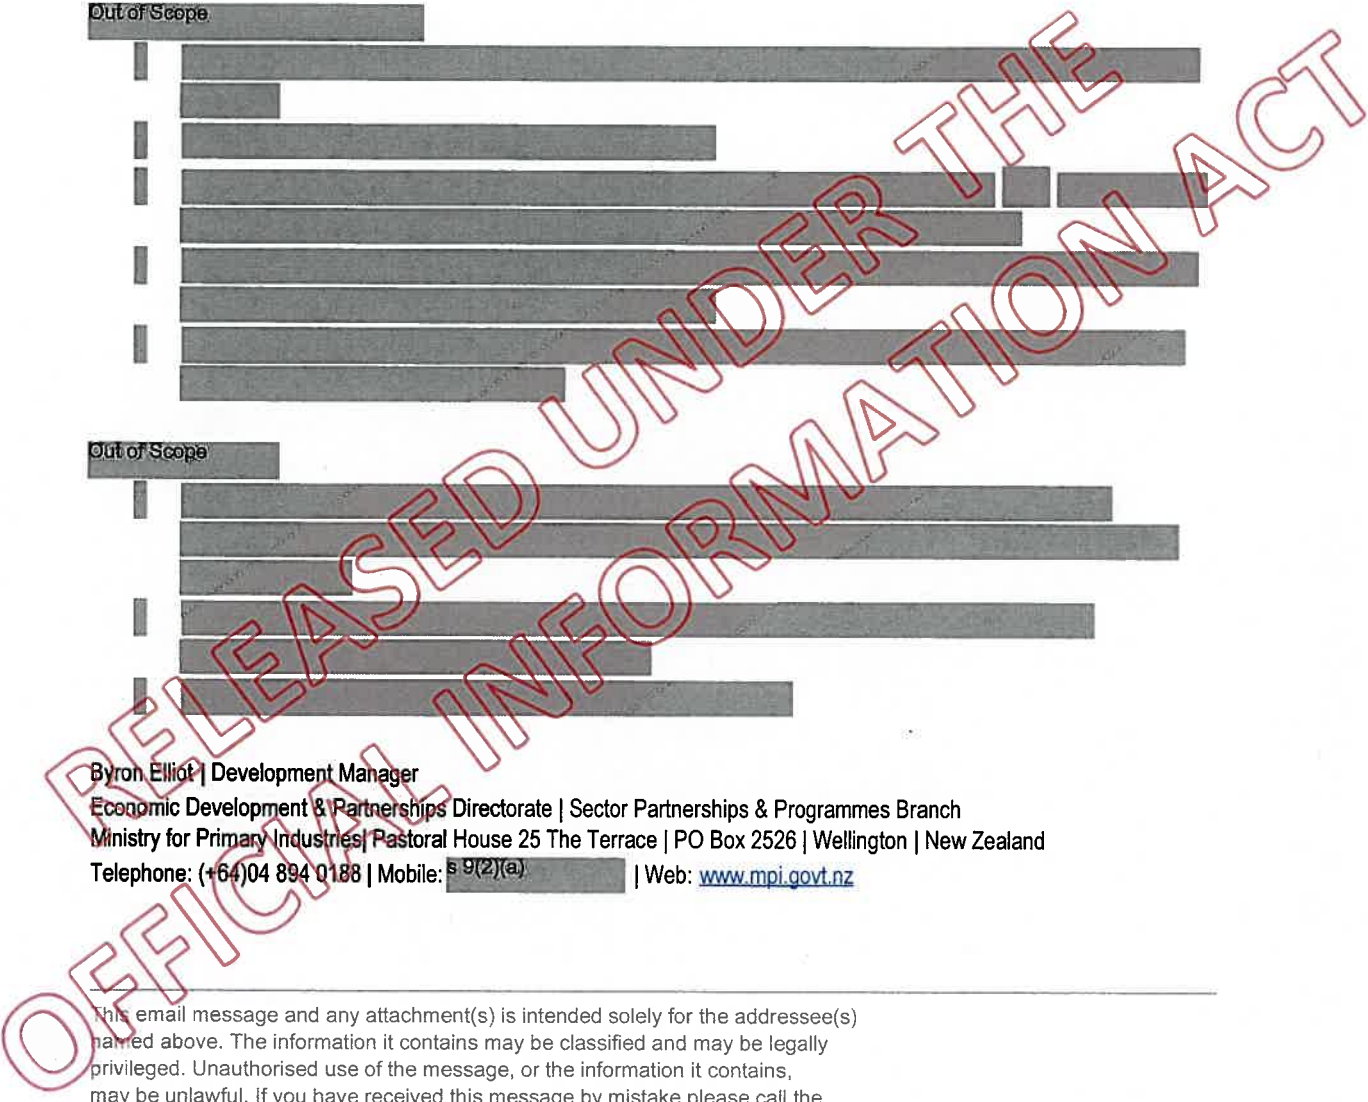 Out of Scope
Out of Scope
Byron Elliot | Development Manager
Economic Development & Partnerships Directorate | Sector Partnerships & Programmes Branch
Ministry for Primary Industries| Pastoral House 25 The Terrace | PO Box 2526 | Wellington | New Zealand
Telephone: (+64)04 894 0188 | Mobile: s 9(2)(a) | Web: www.mpi.govt.nz
This email message and any attachment(s) is intended solely for the addressee(s)
named above. The information it contains may be classified and may be legally
privileged. Unauthorised use of the message, or the information it contains,
may be unlawful. If you have received this message by mistake please call the
RELEASED UNDER THE
OFFICIAL INFORMATION ACT